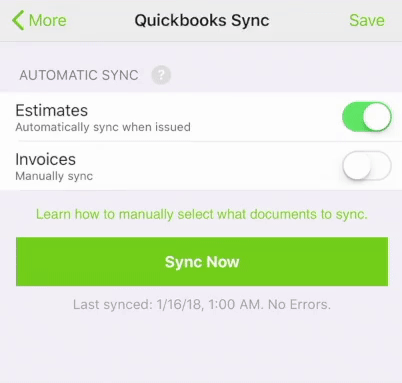 More
Quickbooks Sync
Save
AUTOMATIC SYNC ?
Estimates
Automatically sync when issued
Invoices
Manually sync
Learn how to manually select what documents to sync.
Sync Now
Last synced: 1/16/18, 1:00 AM. No Errors.